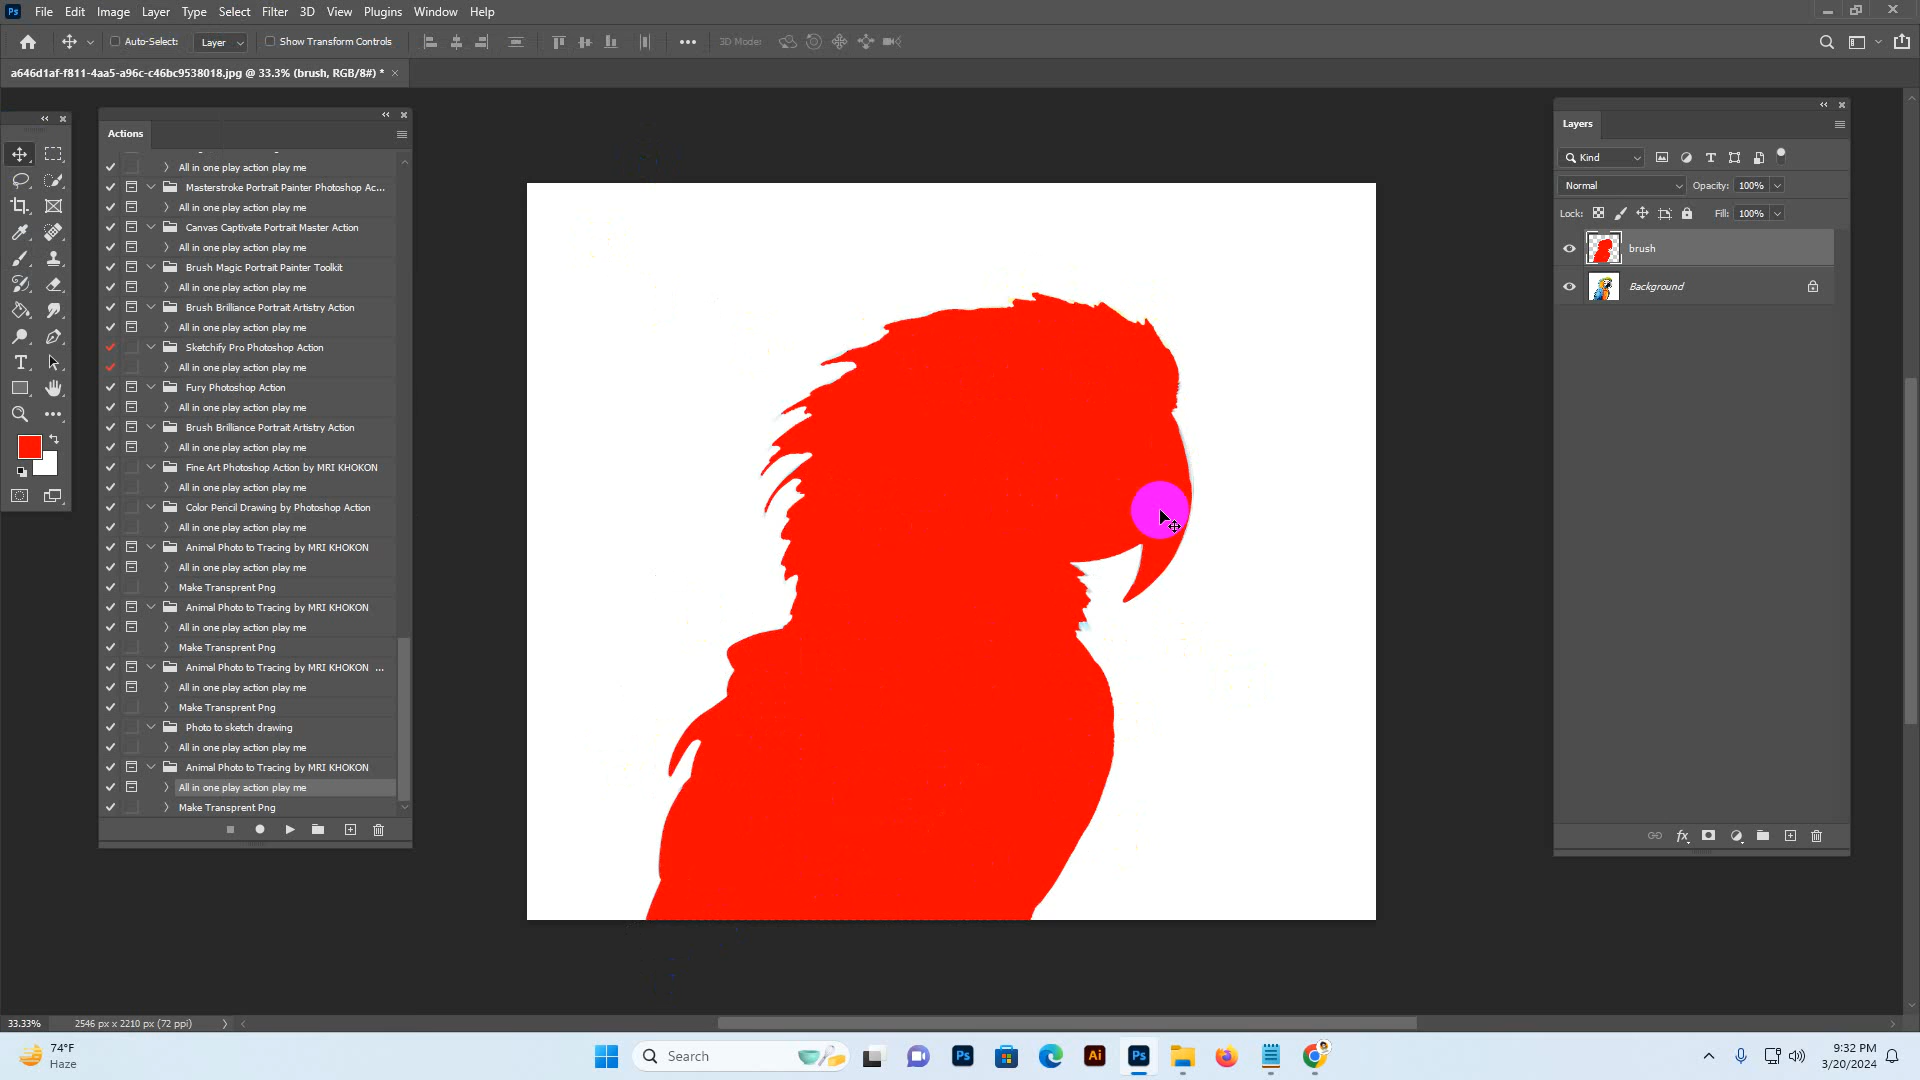 Ps File Edit Image Layer Type Select Filter 3D View Plugins Window Help
Auto-Select: Layer Show Transform Controls 3D Mode:
a646d1af-f811-4aa5-a96c-c46bc9538018.jpg @ 33.3% (brush, RGB/8#) * ×
Actions
All in one play action play me
Masterstroke Portrait Painter Photoshop Ac...
All in one play action play me
Canvas Captivate Portrait Master Action
All in one play action play me
Brush Magic Portrait Painter Toolkit
All in one play action play me
Brush Brilliance Portrait Artistry Action
All in one play action play me
Sketchify Pro Photoshop Action
All in one play action play me
Fury Photoshop Action
All in one play action play me
Brush Brilliance Portrait Artistry Action
All in one play action play me
Fine Art Photoshop Action by MRI KHOKON
All in one play action play me
Color Pencil Drawing by Photoshop Action
All in one play action play me
Animal Photo to Tracing by MRI KHOKON
All in one play action play me
Make Transprent Png
Animal Photo to Tracing by MRI KHOKON
All in one play action play me
Make Transprent Png
Animal Photo to Tracing by MRI KHOKON ...
All in one play action play me
Make Transprent Png
Photo to sketch drawing
All in one play action play me
Animal Photo to Tracing by MRI KHOKON
All in one play action play me
Make Transprent Png
Layers
Kind
Normal Opacity: 100%
Lock: Fill: 100%
brush
Background
33.33% 2546 px x 2210 px (72 ppi)
74°F
Haze
Search
Ps
Ai
Ps
9:32 PM
3/20/2024